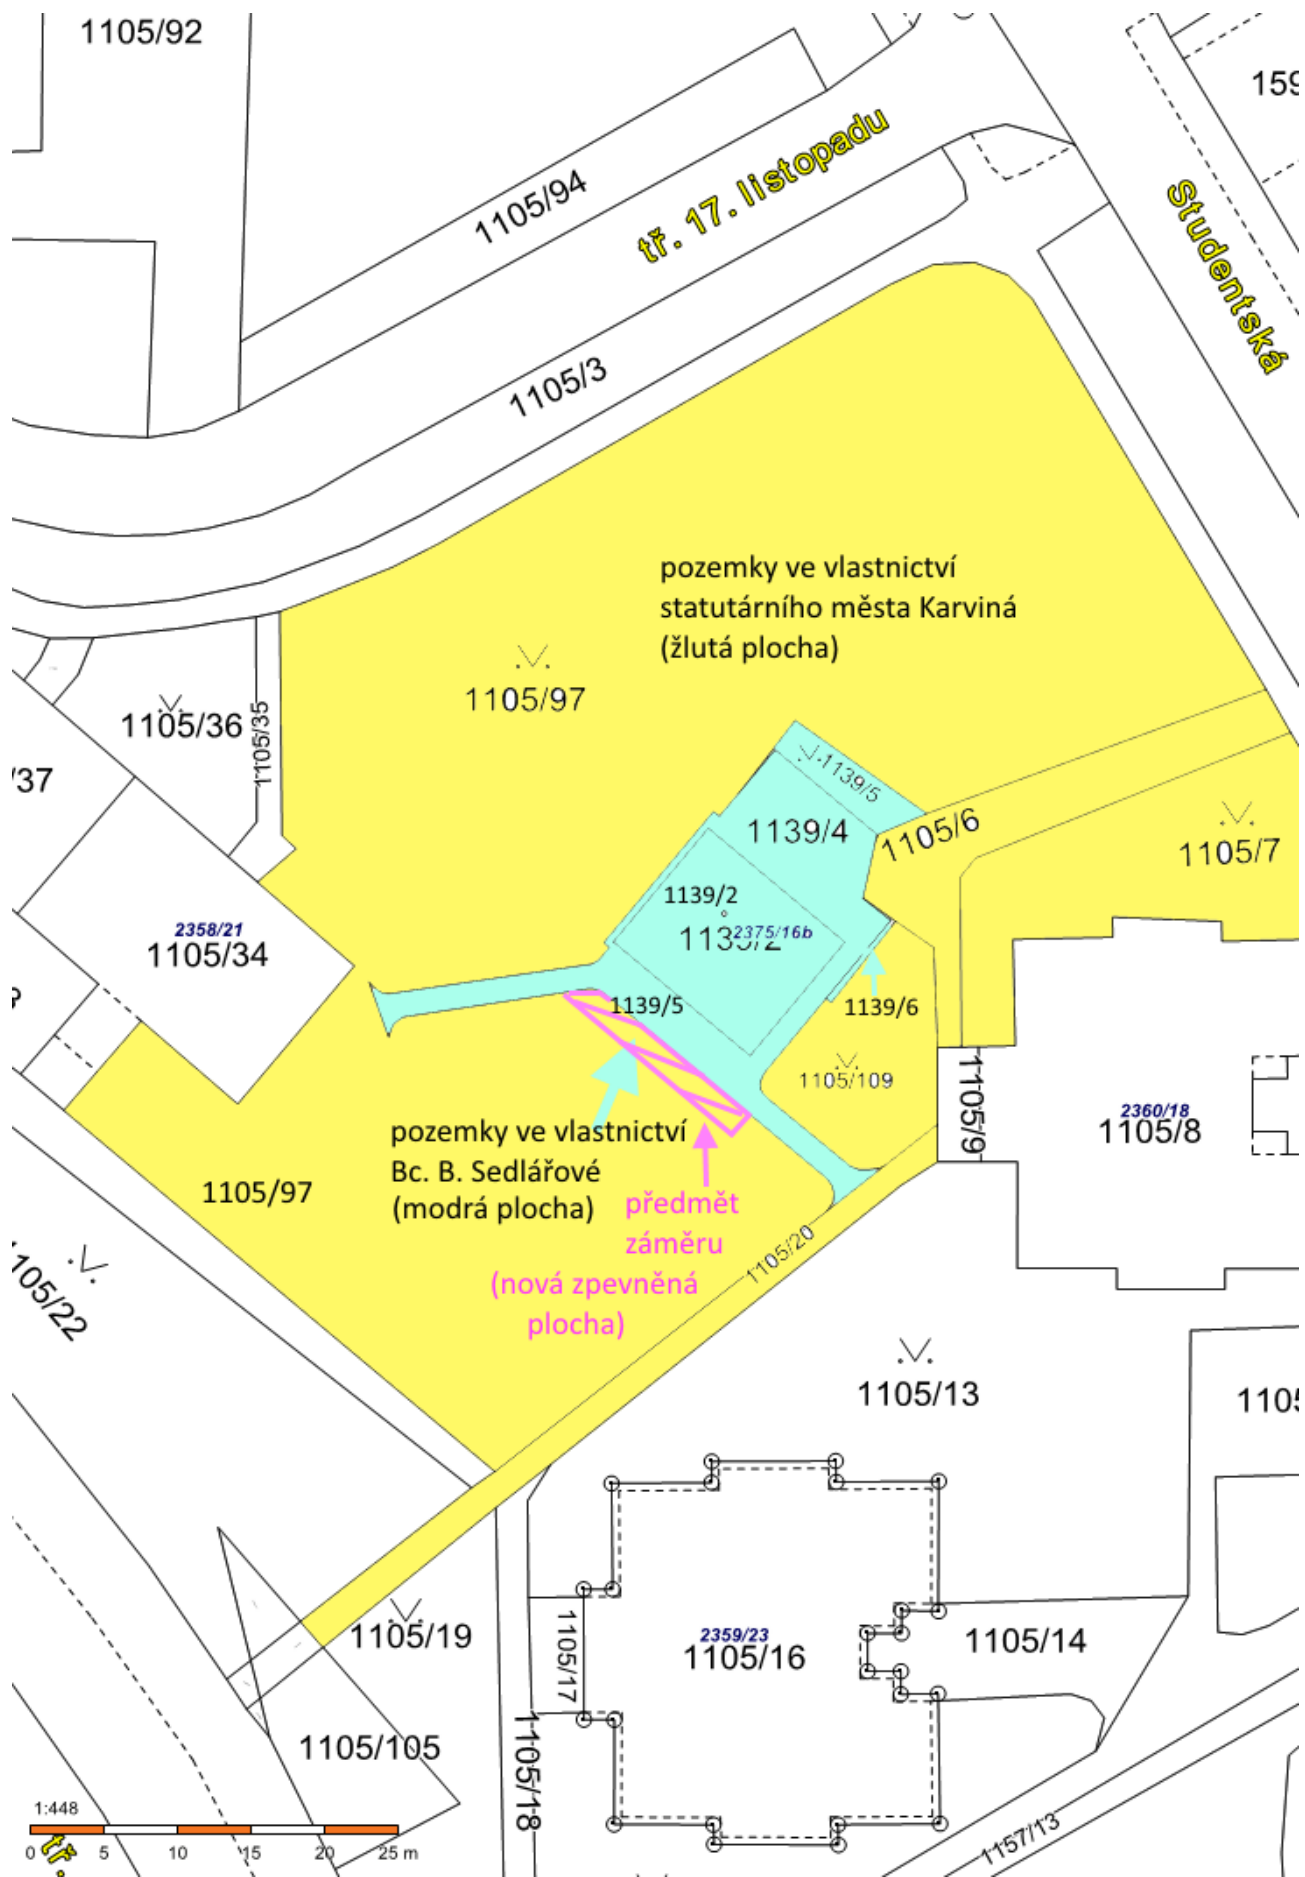 1105/92
159
1105/94
tř. 17. listopadu
Studentská
1105/3
pozemky ve vlastnictví
statutárního města Karviná
(žlutá plocha)
1105/97
1105/36
1105/35
/37
1139/5
1139/4
1105/6
1105/7
1139/2
2375/16b
1139/2
2358/21
1105/34
1139/5
1139/6
1105/109
1105/9
2360/18
1105/8
pozemky ve vlastnictví
Bc. B. Sedlářové
(modrá plocha)
předmět
záměru
(nová zpevněná
plocha)
1105/97
1105/20
1105/22
1105/13
1105
1105/19
1105/17
2359/23
1105/16
1105/14
1105/105
1105/18
1157/13
1:448
0 5 10 15 20 25 m
tř.